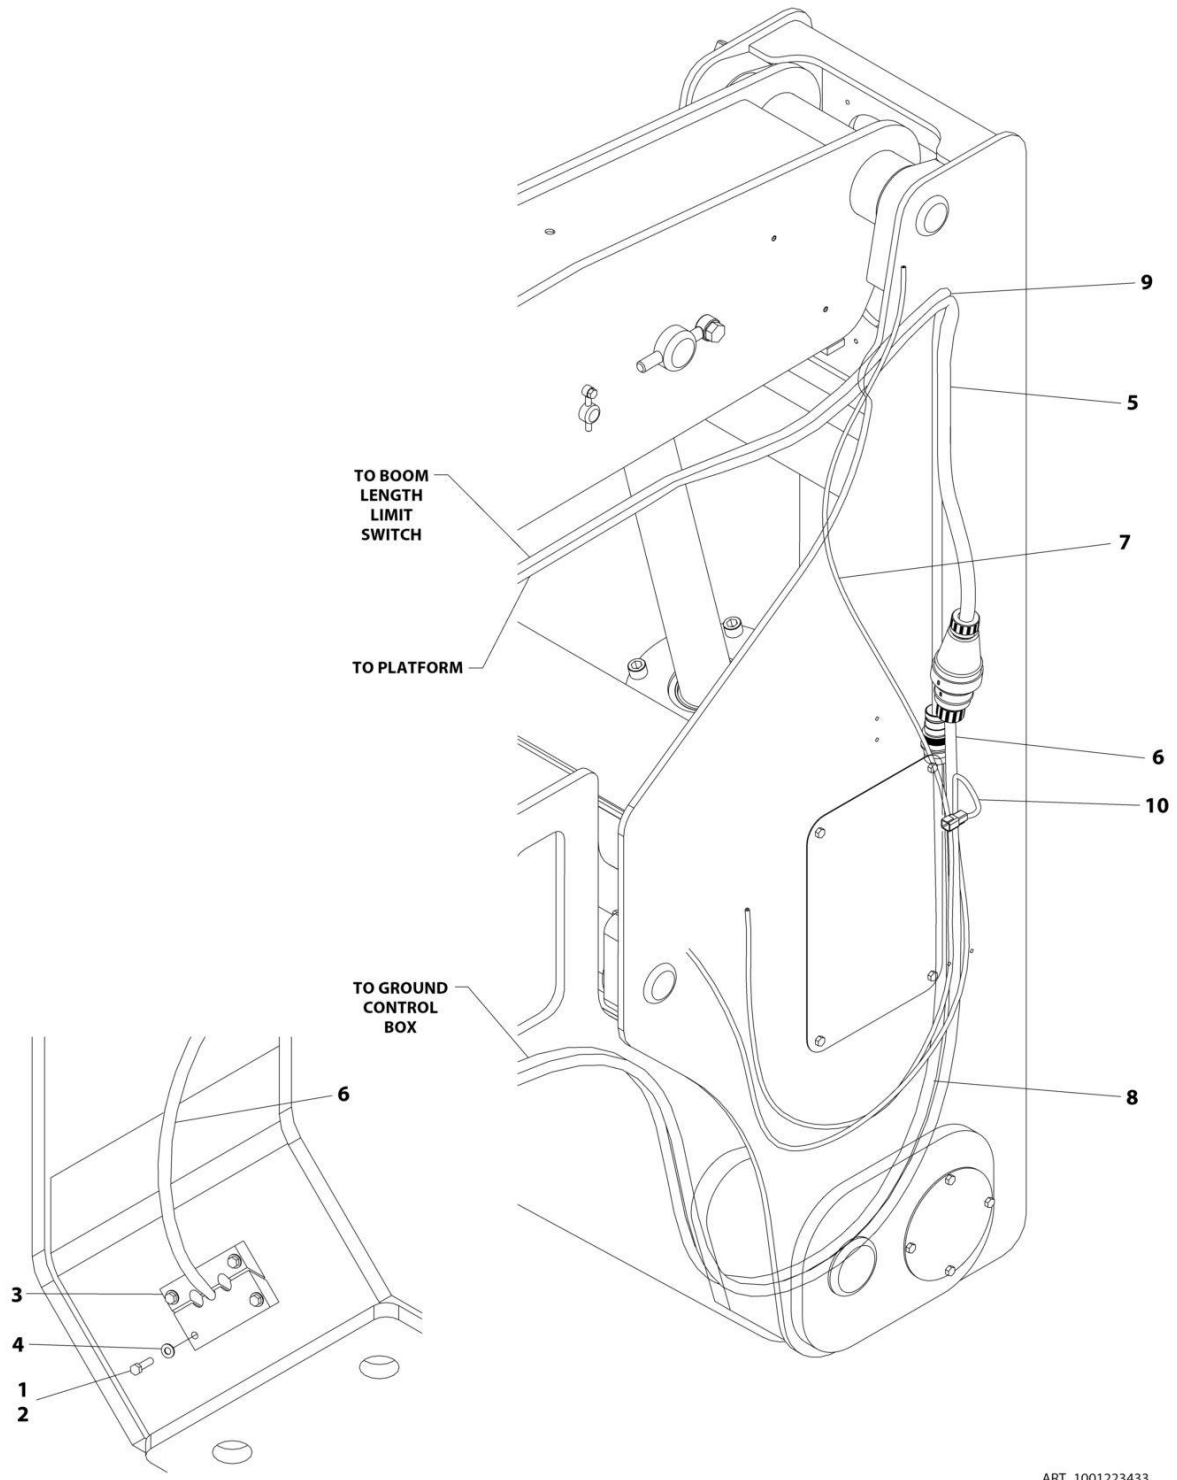 9
5
TO BOOM
LENGTH
LIMIT
SWITCH
7
TO PLATFORM
6
10
TO GROUND
CONTROL
BOX
6
8
3
4
1
2
ART_1001223433